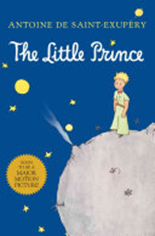 ANTOINE DE SAINT-EXUPÉRY
The Little Prince
SOON
TO BE A
MAJOR
MOTION
PICTURE!